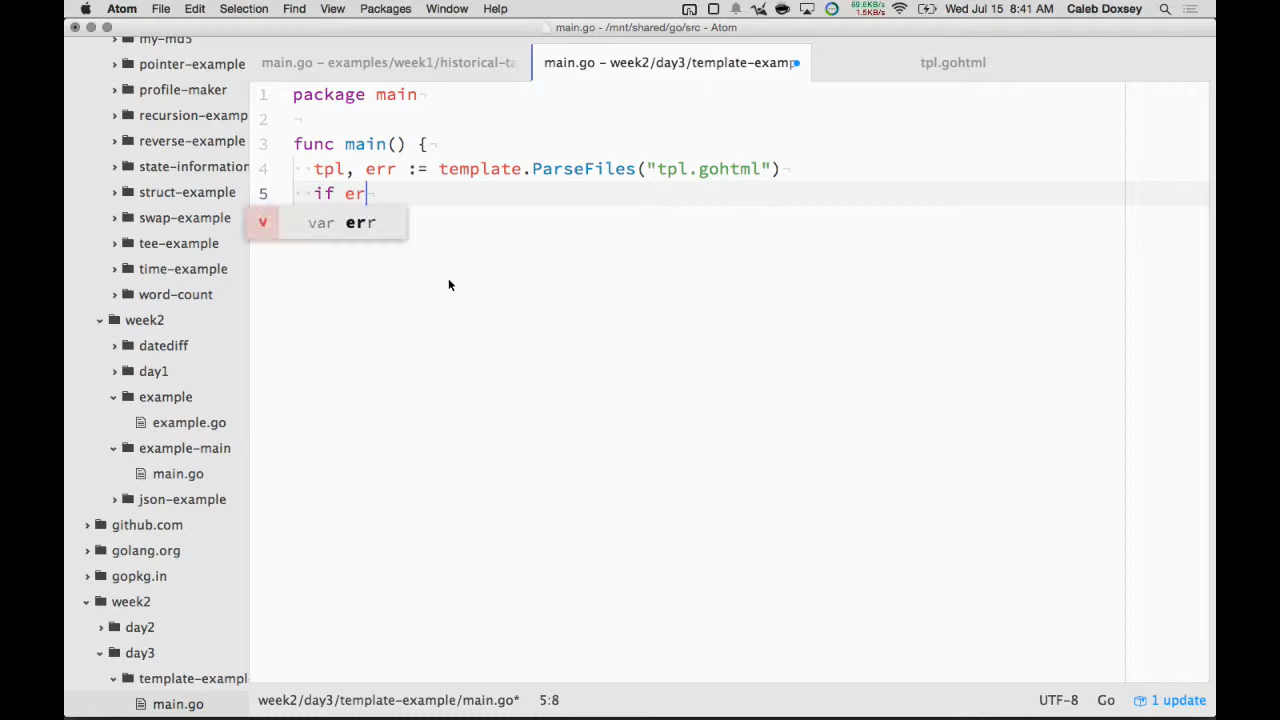 Atom File Edit Selection Find View Packages Window Help 69.6KB/s 1.5KB/s Wed Jul 15 8:41 AM Caleb Doxsey
main.go - /mnt/shared/go/src - Atom
my-md5
pointer-example
profile-maker
recursion-examp
reverse-example
state-information
struct-example
swap-example
tee-example
time-example
word-count
week2
datediff
day1
example
example.go
example-main
main.go
json-example
github.com
golang.org
gopkg.in
week2
day2
day3
template-exampl
main.go
main.go – examples/week1/historical-ta
main.go – week2/day3/template-examp
tpl.gohtml
1 package main
2
3 func main() {
4 tpl, err := template.ParseFiles("tpl.gohtml")
5 if er
v var err
week2/day3/template-example/main.go* 5:8 UTF-8 Go 1 update